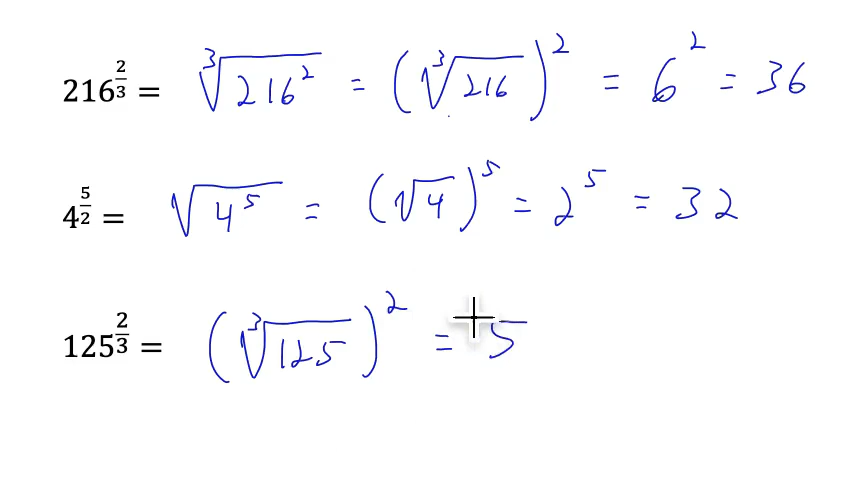 216^(2/3) = ∛(216²) = (∛216)² = 6² = 36
4^(5/2) = √(4⁵) = (√4)⁵ = 2⁵ = 32
125^(2/3) = (∛125)² = 5